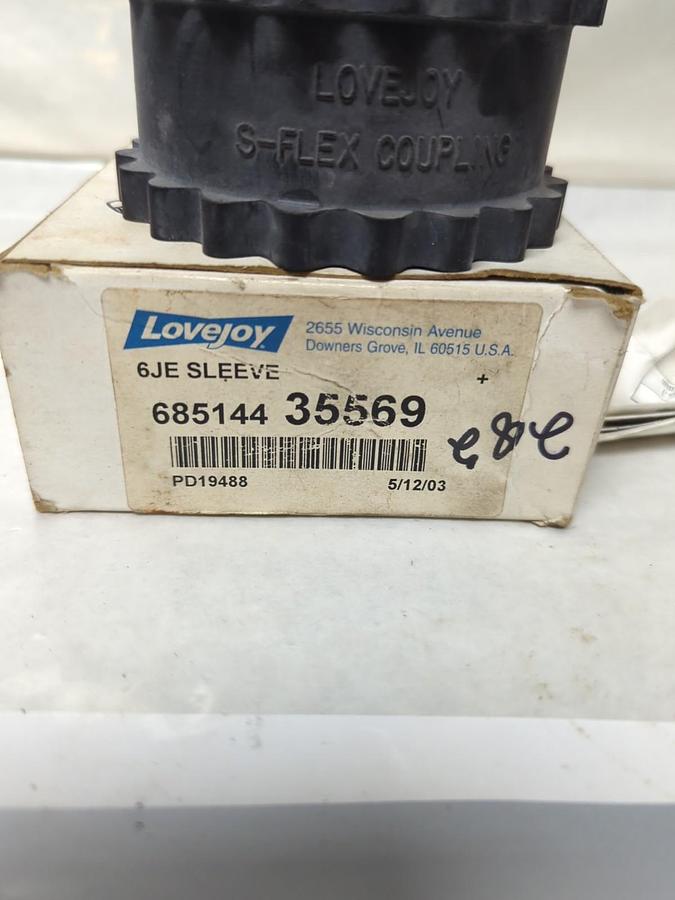 LOVEJOY
S-FLEX COUPLING
Lovejoy
2655 Wisconsin Avenue
Downers Grove, IL 60515 U.S.A.
6JE SLEEVE +
685144 35569
PD19488 5/12/03